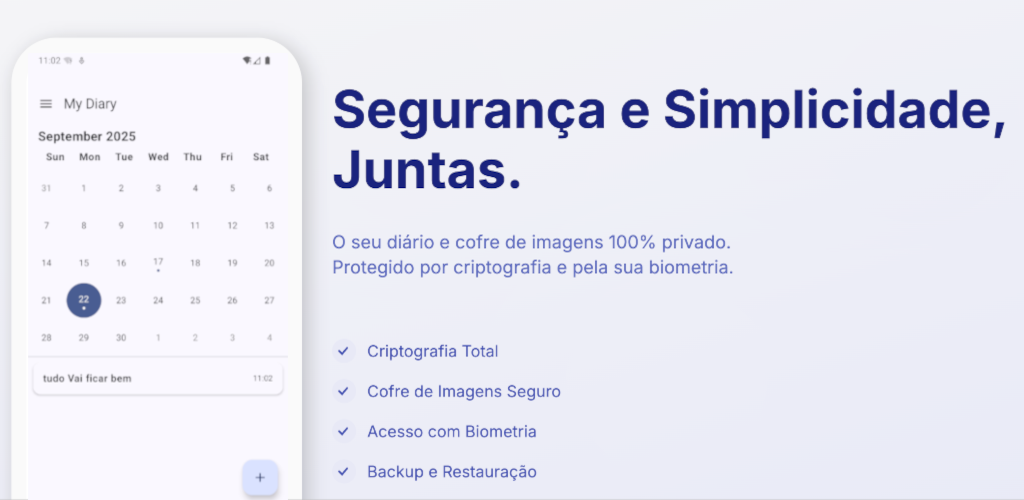 11:02
My Diary
September 2025
Sun Mon Tue Wed Thu Fri Sat
31 1 2 3 4 5 6
7 8 9 10 11 12 13
14 15 16 17 18 19 20
21 22 23 24 25 26 27
28 29 30 1 2 3 4
tudo Vai ficar bem 11:02
+
Segurança e Simplicidade,
Juntas.
O seu diário e cofre de imagens 100% privado.
Protegido por criptografia e pela sua biometria.
Criptografia Total
Cofre de Imagens Seguro
Acesso com Biometria
Backup e Restauração